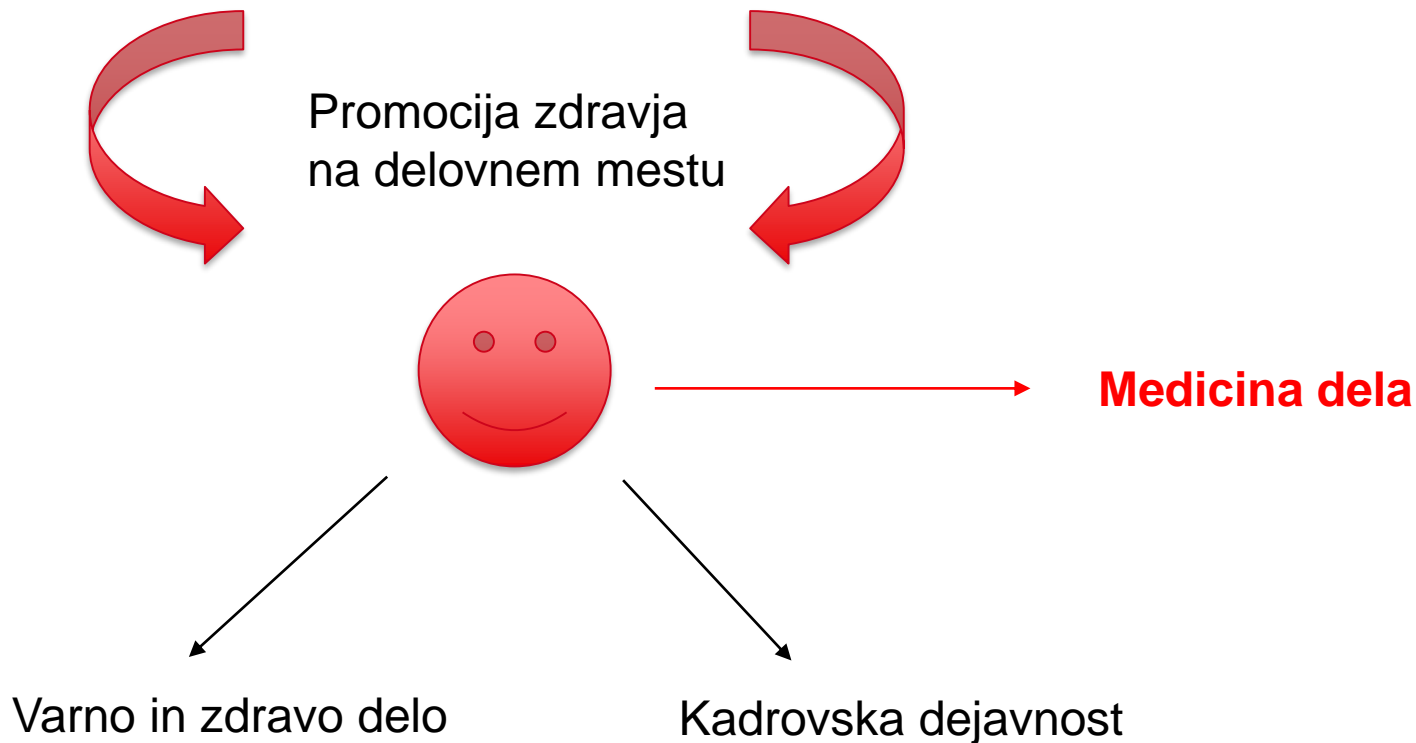 Promocija zdravja
na delovnem mestu
Medicina dela
Varno in zdravo delo
Kadrovska dejavnost